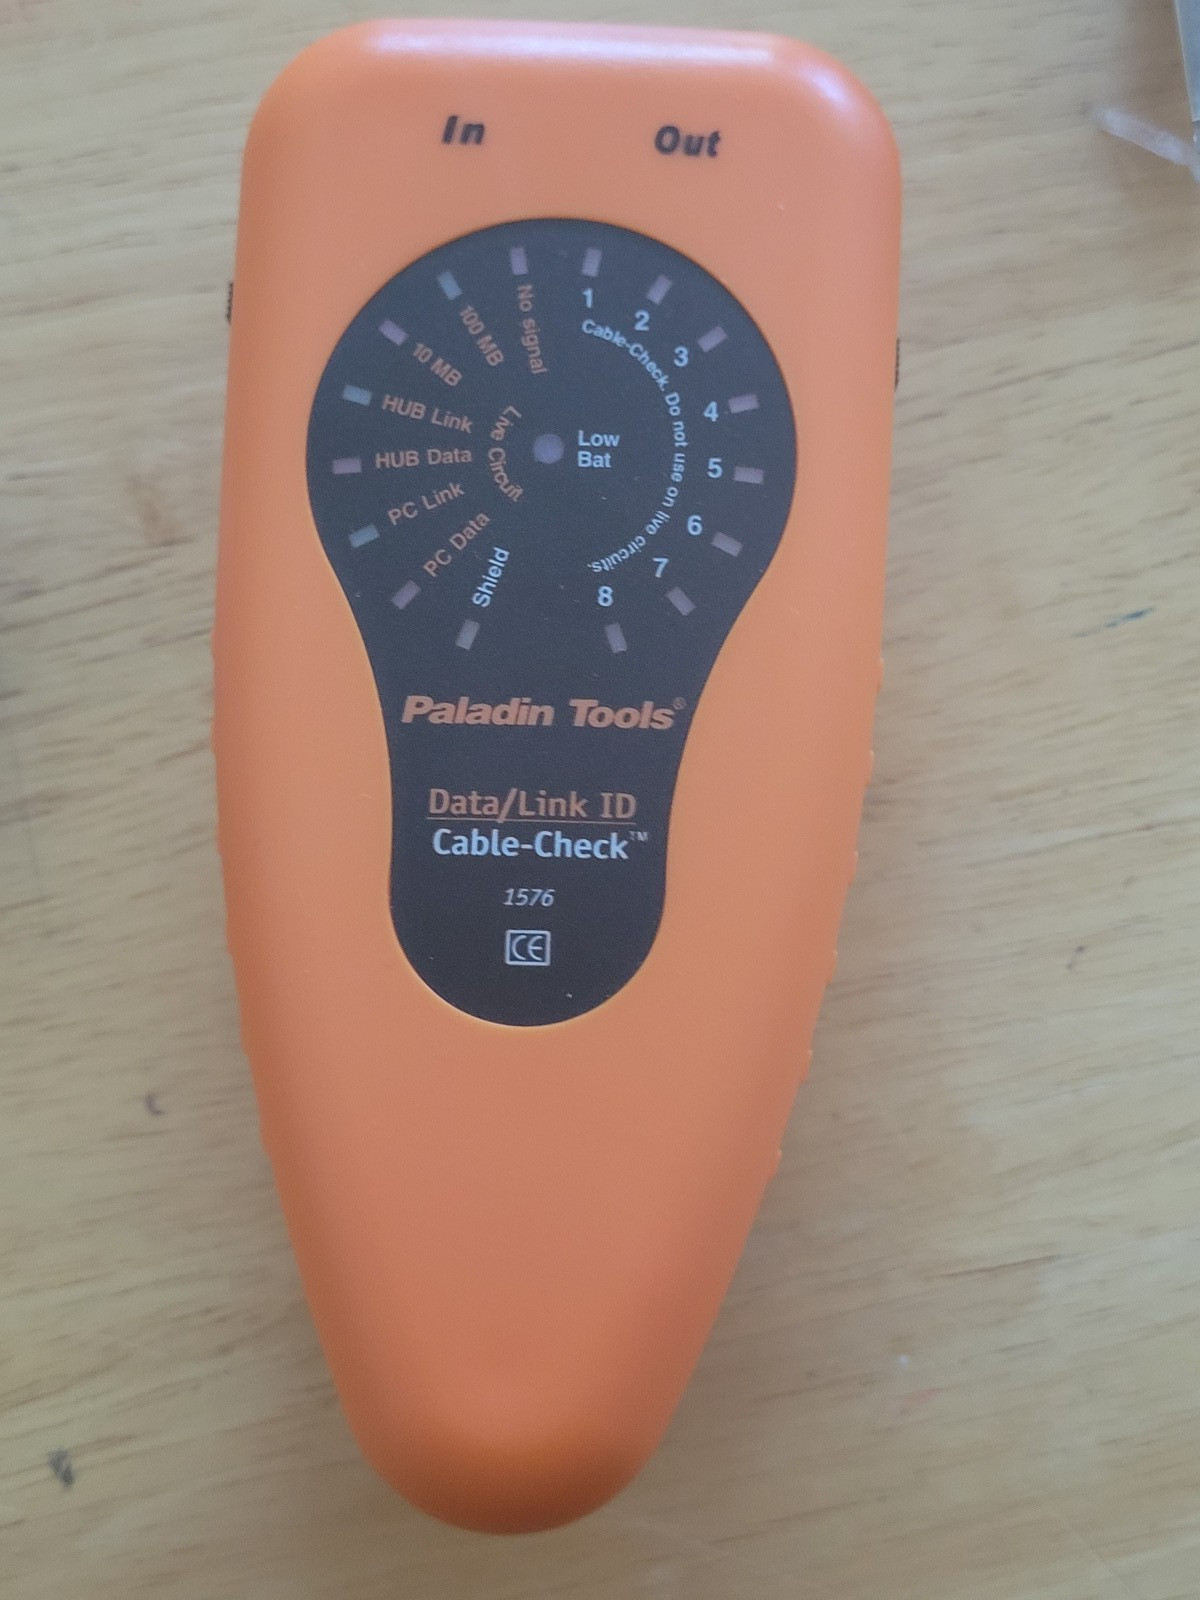 In Out
No signal
100 MB
10 MB
HUB Link
HUB Data
PC Link
PC Data
Live Circuit
Shield
Low
Bat
1
2
3
4
5
6
7
8
Cable-Check. Do not use on live circuits.
Paladin Tools®
Data/Link ID
Cable-Check™
1576
CE